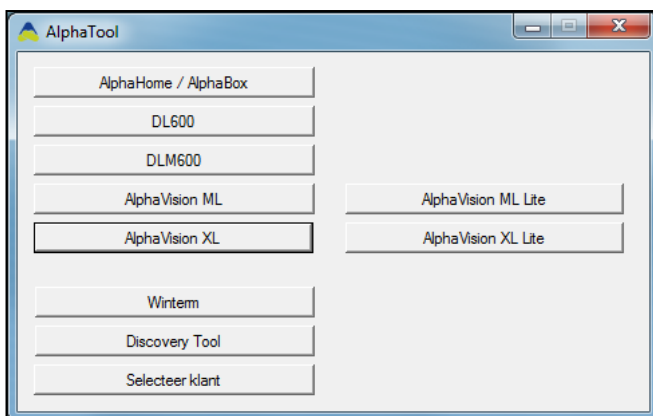 AlphaTool
AlphaHome / AlphaBox
DL600
DLM600
AlphaVision ML
AlphaVision ML Lite
AlphaVision XL
AlphaVision XL Lite
Winterm
Discovery Tool
Selecteer klant